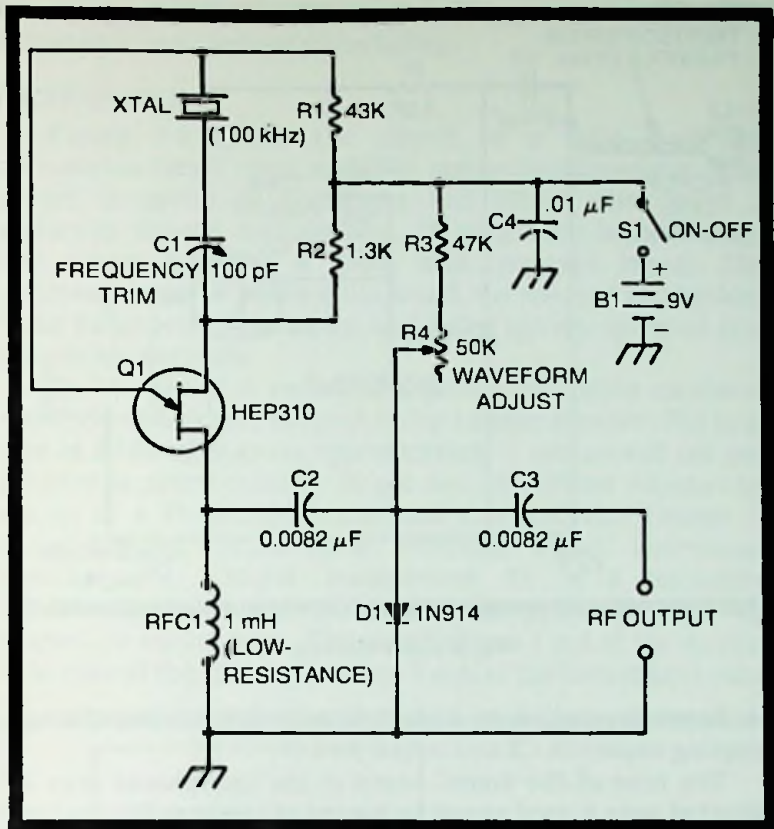 XTAL
(100 kHz)
R1 43K
C1
100 pF
FREQUENCY
TRIM
R2 1.3K
R3 47K
C4 .01 μF
S1 ON-OFF
+
B1 9V
−
R4 50K
WAVEFORM
ADJUST
Q1
HEP310
C2
0.0082 μF
C3
0.0082 μF
RFC1 1 mH
(LOW-
RESISTANCE)
D1 1N914
RF OUTPUT